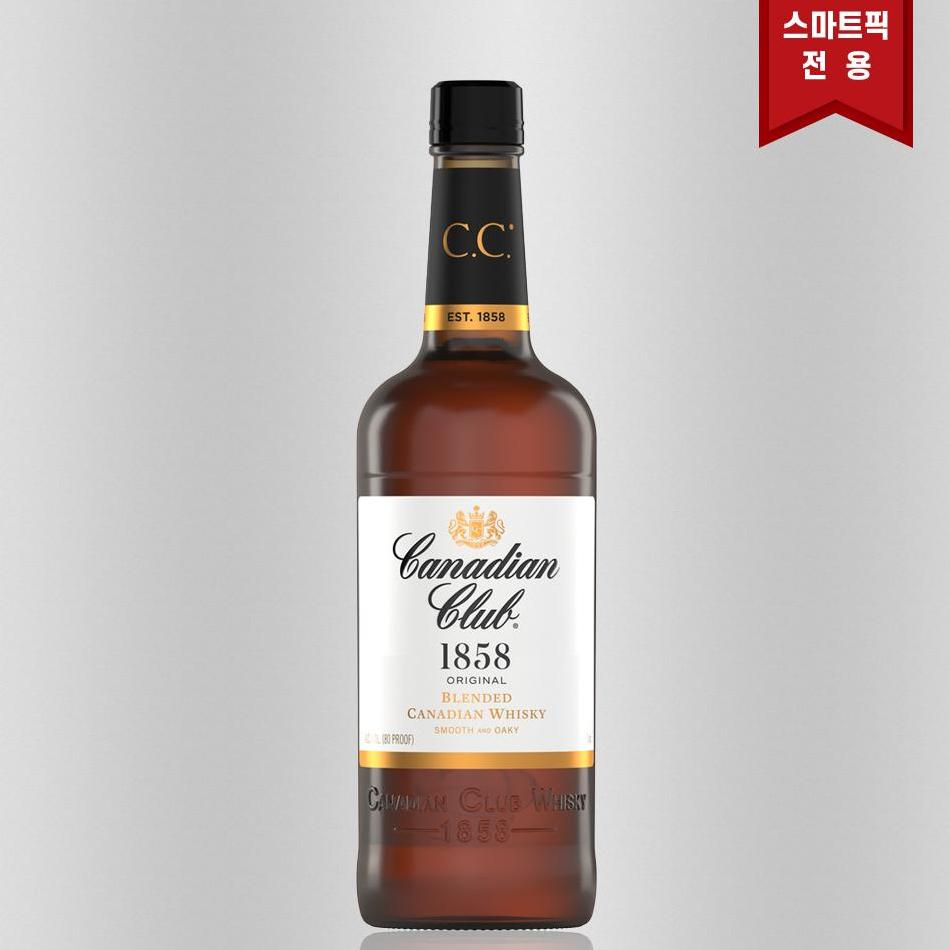 스마트픽
전 용
C.C.
EST. 1858
Canadian
Club
1858
ORIGINAL
BLENDED
CANADIAN WHISKY
SMOOTH AND OAKY
(80 PROOF)
CANADIAN CLUB WHISKY
1858